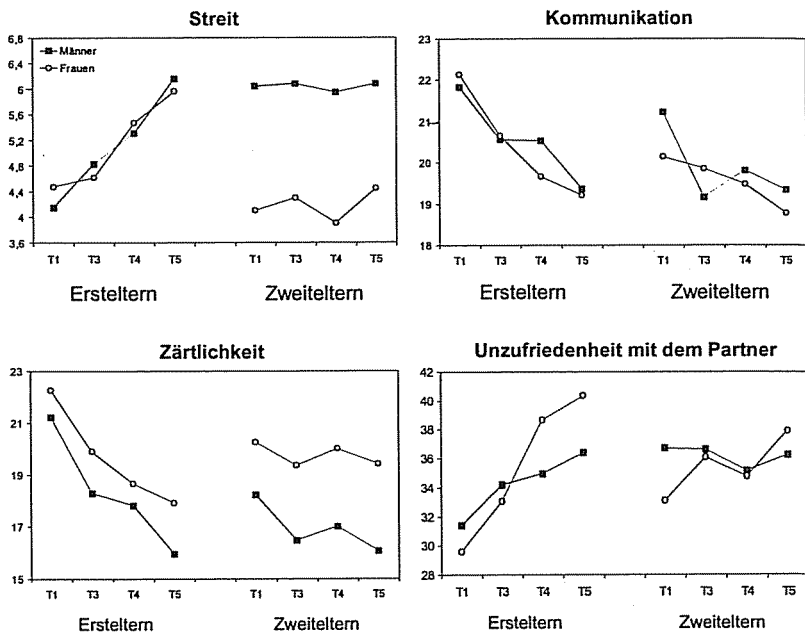 Streit
6,8
6,4
6
5,6
5,2
4,8
4,4
4
3,6
Männer
Frauen
T1 T3 T4 T5 T1 T3 T4 T5
Ersteltern Zweiteltern
Kommunikation
23
22
21
20
19
18
T1 T3 T4 T5 T1 T3 T4 T5
Ersteltern Zweiteltern
Zärtlichkeit
23
21
19
17
15
T1 T3 T4 T5 T1 T3 T4 T5
Ersteltern Zweiteltern
Unzufriedenheit mit dem Partner
42
40
38
36
34
32
30
28
T1 T3 T4 T5 T1 T3 T4 T5
Ersteltern Zweiteltern